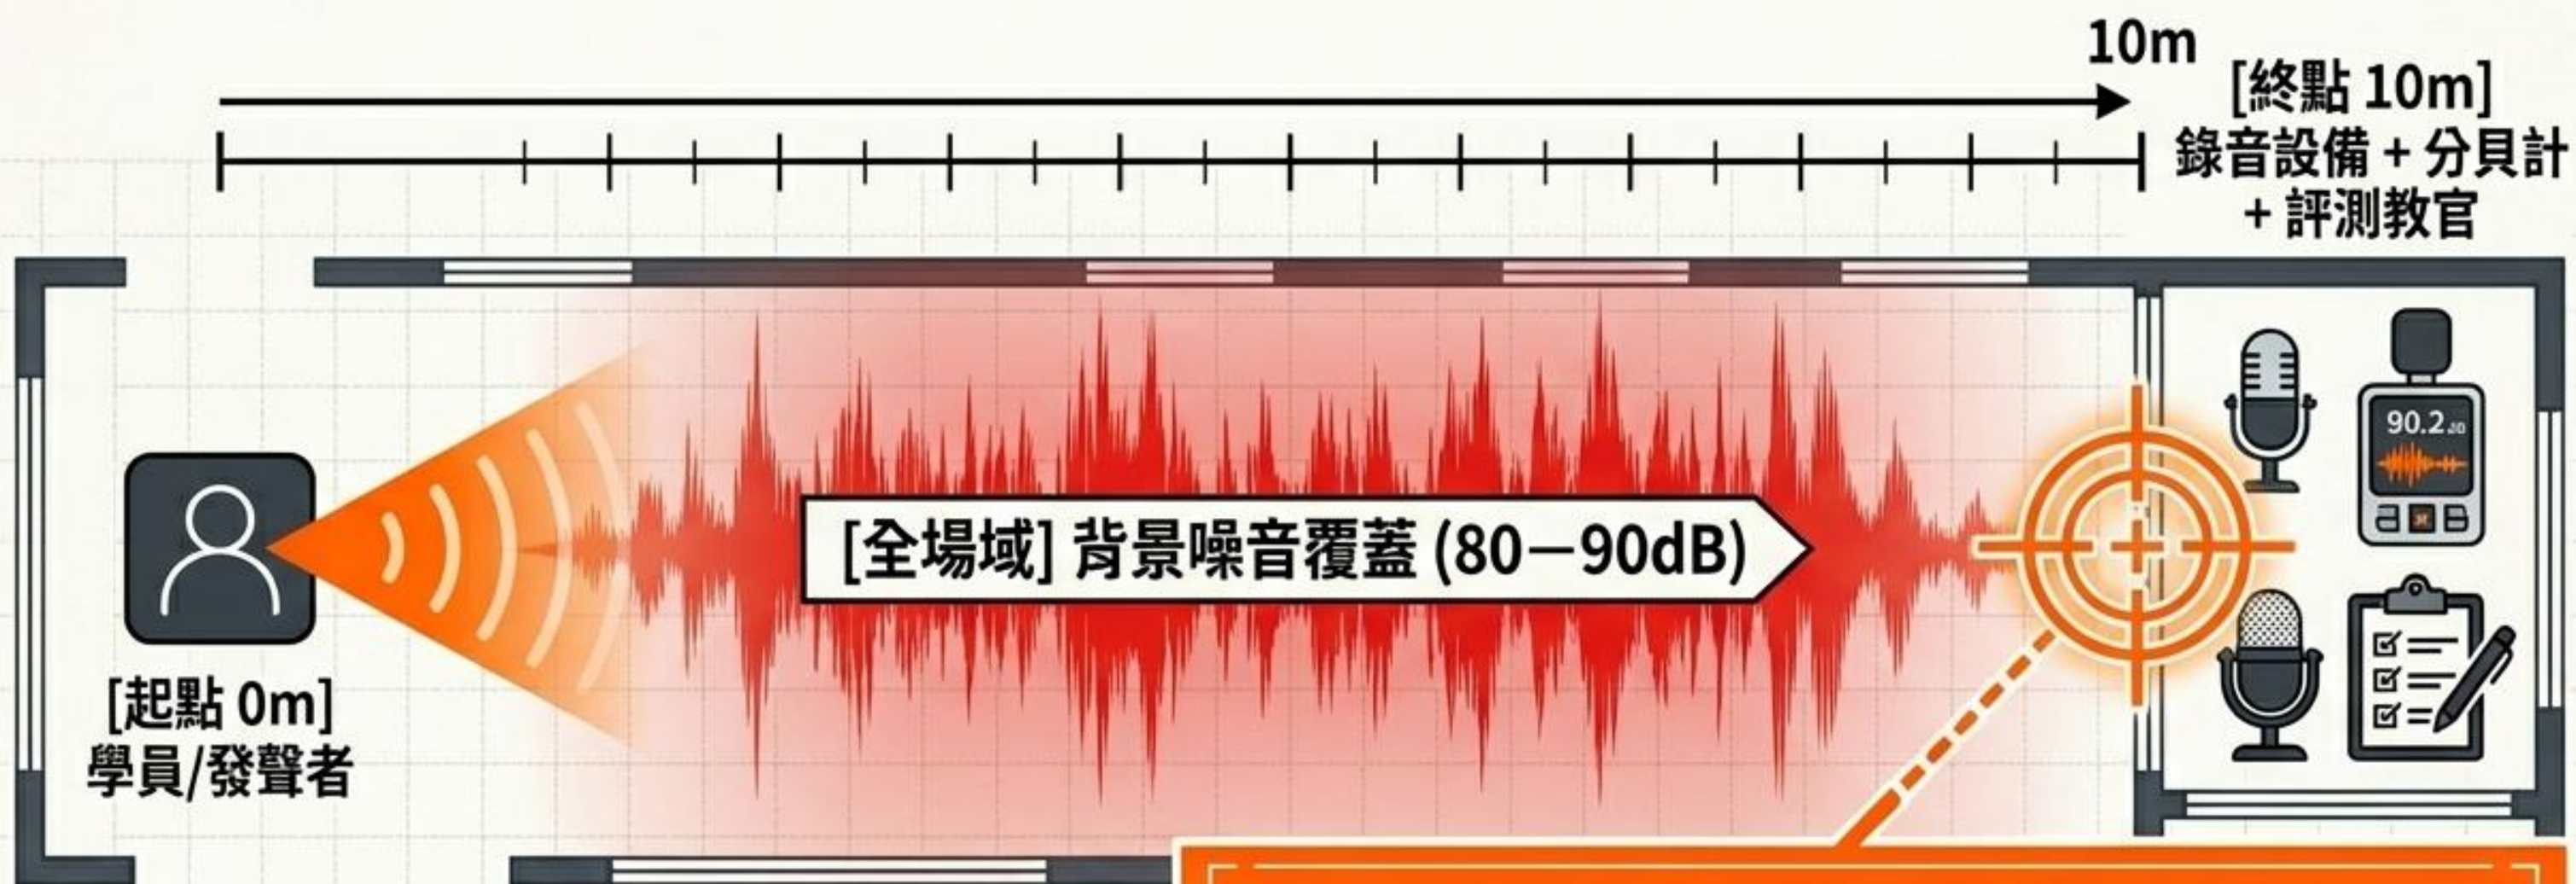 10m
[終點 10m]
錄音設備 + 分貝計
+ 評測教官
[全場域] 背景噪音覆蓋 (80－90dB)
90.2
[起點 0m]
學員/發聲者